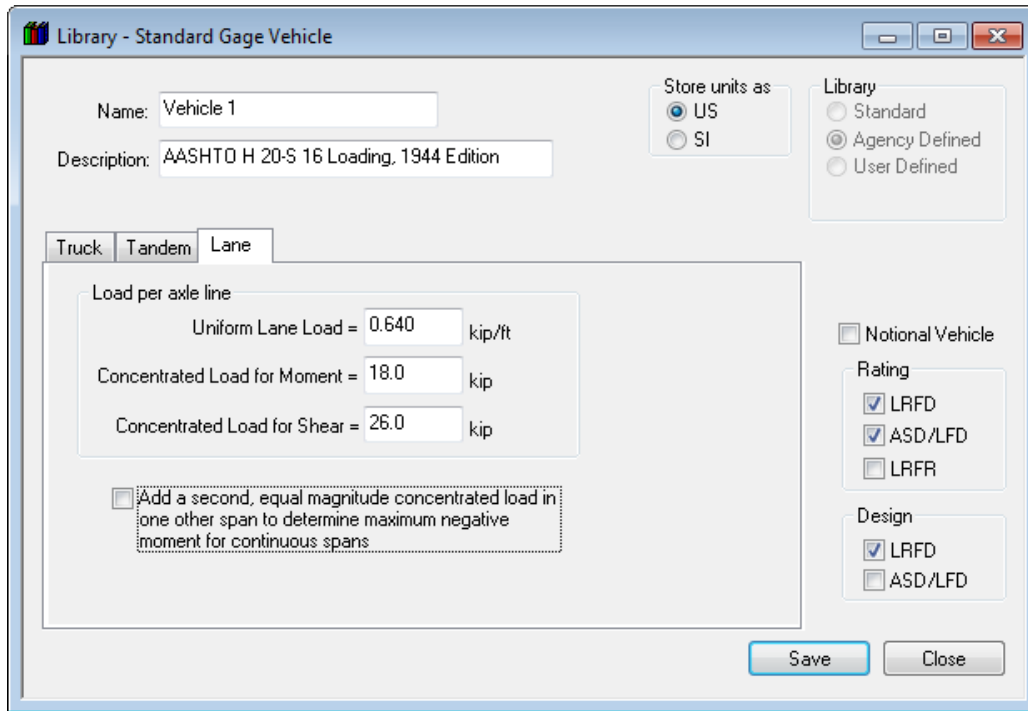 Library - Standard Gage Vehicle
Name: Vehicle 1
Description: AASHTO H 20-S 16 Loading, 1944 Edition
Store units as
US
SI
Library
Standard
Agency Defined
User Defined
Truck Tandem Lane
Load per axle line
Uniform Lane Load = 0.640 kip/ft
Concentrated Load for Moment = 18.0 kip
Concentrated Load for Shear = 26.0 kip
Add a second, equal magnitude concentrated load in
one other span to determine maximum negative
moment for continuous spans
Notional Vehicle
Rating
LRFD
ASD/LFD
LRFR
Design
LRFD
ASD/LFD
Save Close